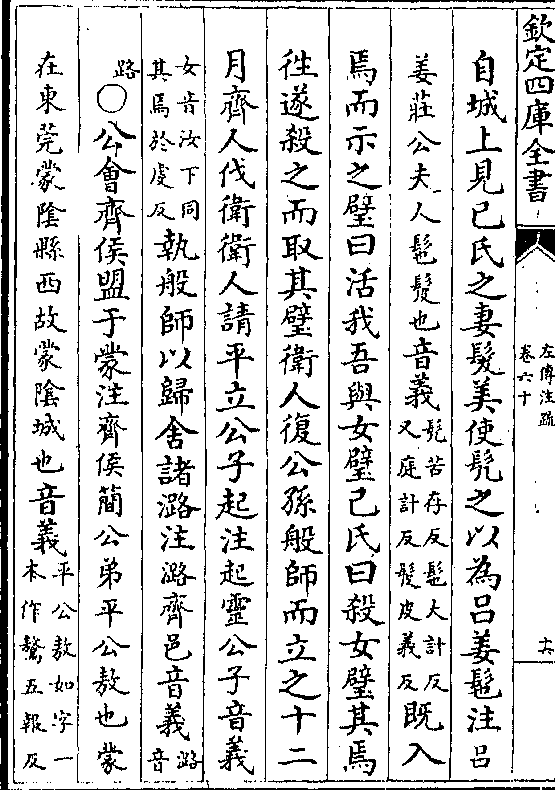 欽定四庫全書
左傳注疏
卷六十
六
自城上見己氏之妻髮美使髠之以為呂姜髢注呂
姜莊公夫人髢髲也音義髠苦存反髢大計反
又庭計反髲皮義反既入
焉而示之璧曰活我吾與女璧己氏曰殺女璧其焉
往遂殺之而取其璧衛人復公孫般師而立之十二
月齊人伐衛衛人請平立公子起注起靈公子音義
女音汝下同
其焉於虔反執般師以歸舍諸潞注潞齊邑音義潞
音
路○公會齊侯盟于蒙注齊侯簡公弟平公敖也蒙
在東莞蒙隂縣西故蒙隂城也音義平公敖如字一
本作驁五報反